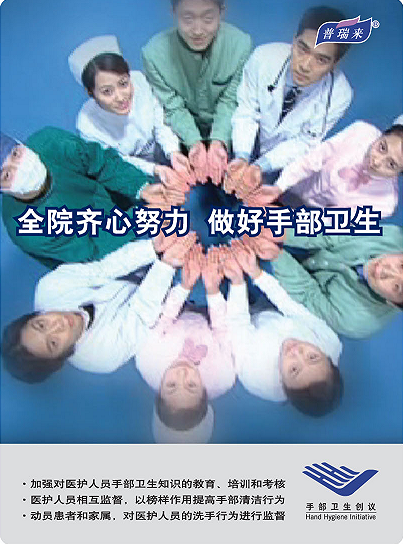 普瑞来®
全院齐心努力 做好手部卫生
·加强对医护人员手部卫生知识的教育、培训和考核
·医护人员相互监督，以榜样作用提高手部清洁行为
·动员患者和家属，对医护人员的洗手行为进行监督
手部卫生创议
Hand Hygiene Initiative